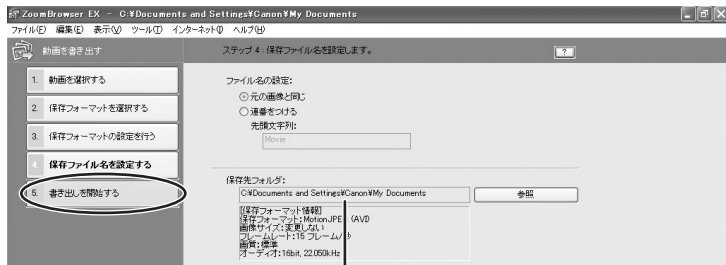 ZoomBrowser EX - C:¥Documents and Settings¥Canon¥My Documents
ファイル(F) 編集(E) 表示(V) ツール(T) インターネット(I) ヘルプ(H)
動画を書き出す
ステップ 4: 保存ファイル名を設定します。
?
1. 動画を選択する
2. 保存フォーマットを選択する
3. 保存フォーマットの設定を行う
4. 保存ファイル名を設定する
5. 書き出しを開始する
ファイル名の設定:
元の画像と同じ
連番をつける
先頭文字列:
Movie
保存先フォルダ:
C:¥Documents and Settings¥Canon¥My Documents
参照
[保存フォーマット情報]
保存フォーマット: MotionJPE (AVI)
画像サイズ: 変更しない
フレームレート: 15 フレーム/秒
画質: 標準
オーディオ: 16bit, 22.050kHz